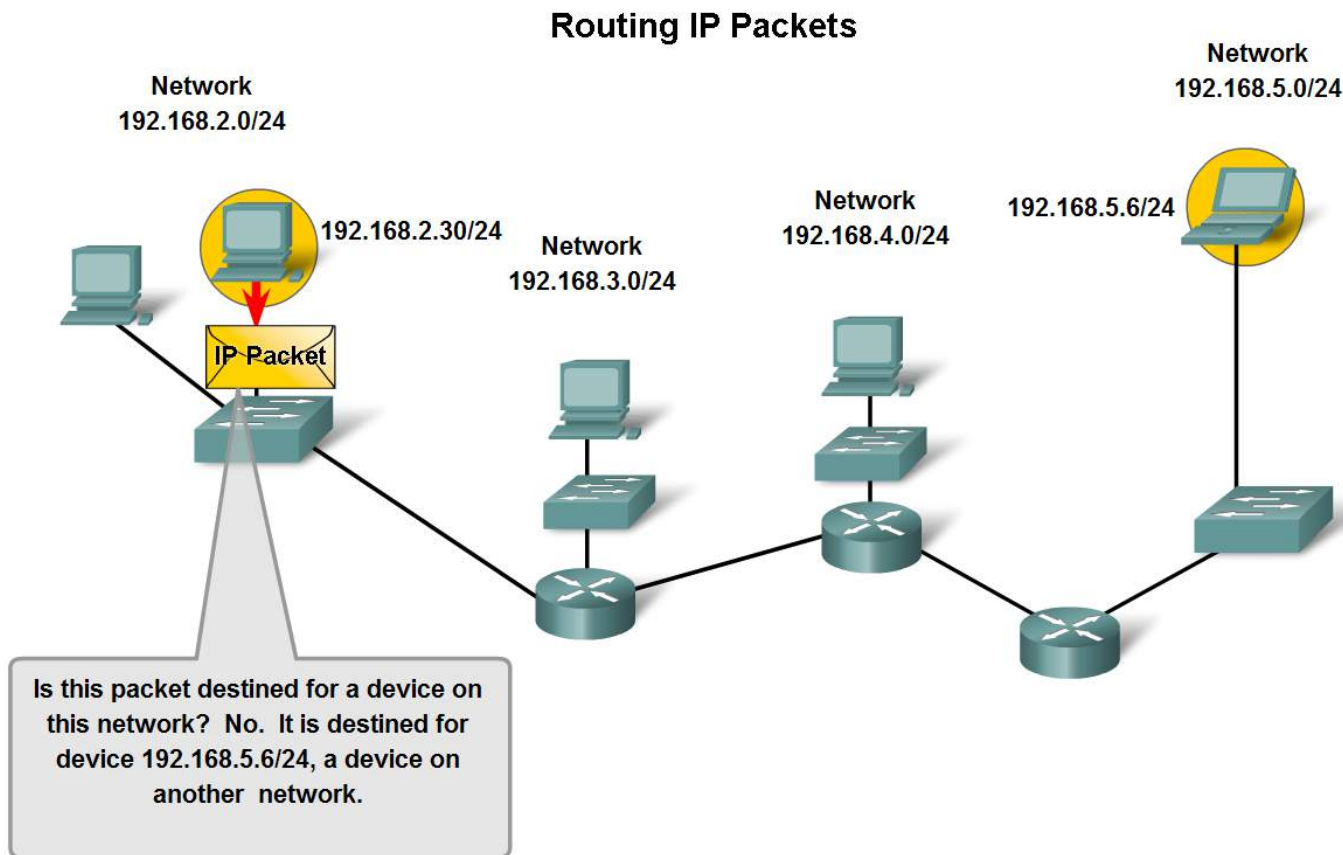 Routing IP Packets
Network
192.168.2.0/24
Network
192.168.5.0/24
192.168.2.30/24
Network
192.168.3.0/24
Network
192.168.4.0/24
192.168.5.6/24
IP Packet
Is this packet destined for a device on
this network? No. It is destined for
device 192.168.5.6/24, a device on
another network.